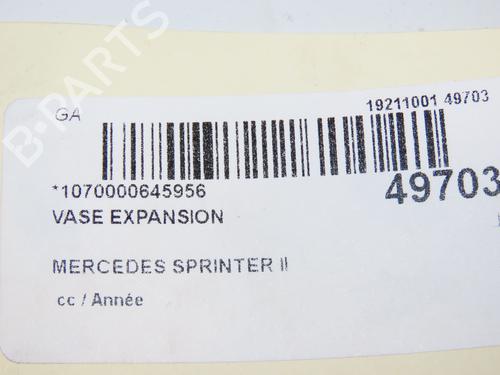 B-PARTS
GA
19211001 49703
*1070000645956
49703
VASE EXPANSION
MERCEDES SPRINTER II
cc / Année